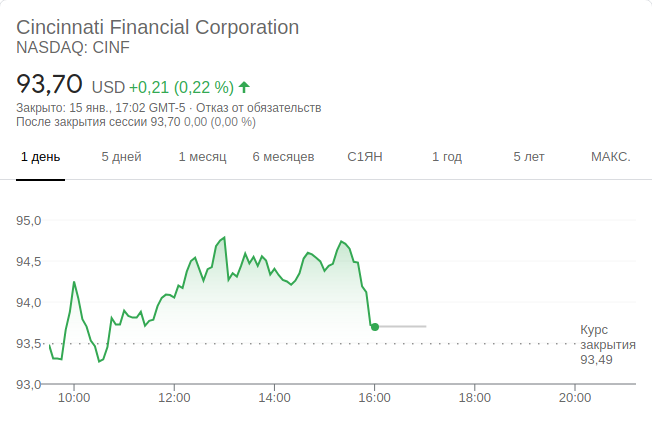 Cincinnati Financial Corporation
NASDAQ: CINF
93,70 USD +0,21 (0,22 %)
Закрыто: 15 янв., 17:02 GMT-5 · Отказ от обязательств
После закрытия сессии 93,70 0,00 (0,00 %)
1 день 5 дней 1 месяц 6 месяцев С1ЯН 1 год 5 лет МАКС.
95,0
94,5
94,0
93,5
93,0
Курс
закрытия
93,49
10:00 12:00 14:00 16:00 18:00 20:00